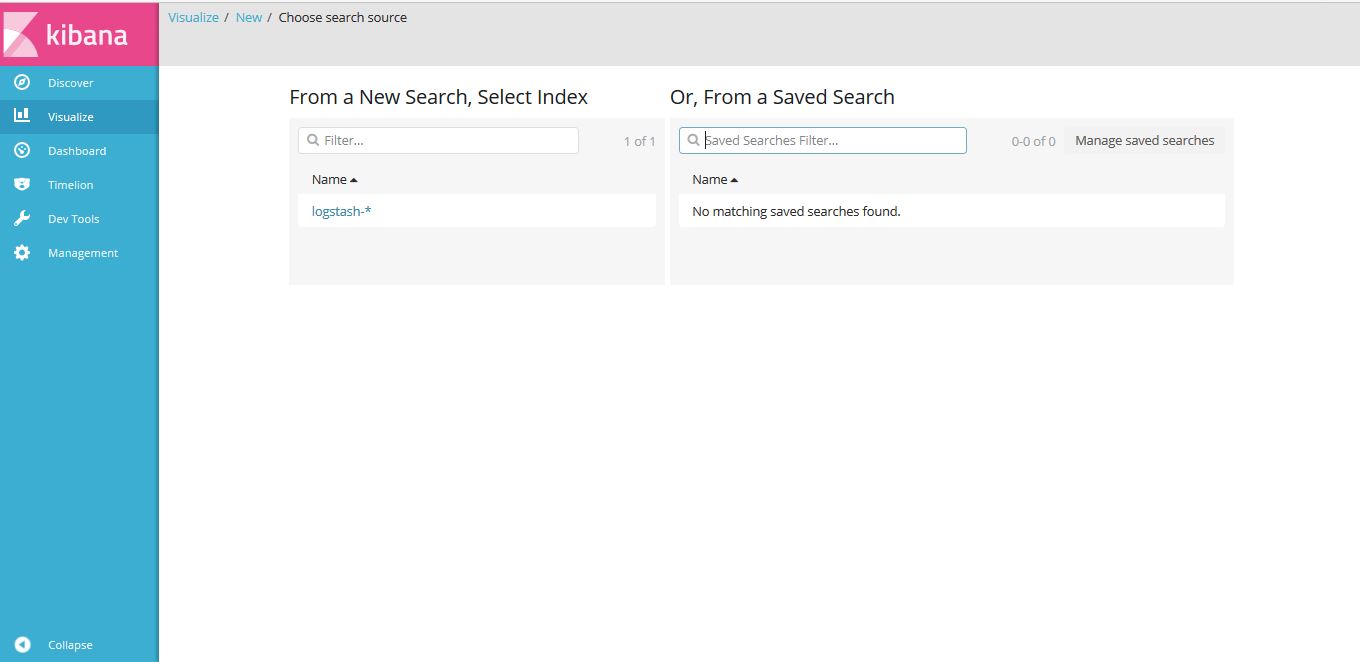 kibana
Discover
Visualize
Dashboard
Timelion
Dev Tools
Management
Collapse
Visualize / New / Choose search source
From a New Search, Select Index
Filter...
1 of 1
Name
logstash-*
Or, From a Saved Search
Saved Searches Filter...
0-0 of 0
Manage saved searches
Name
No matching saved searches found.